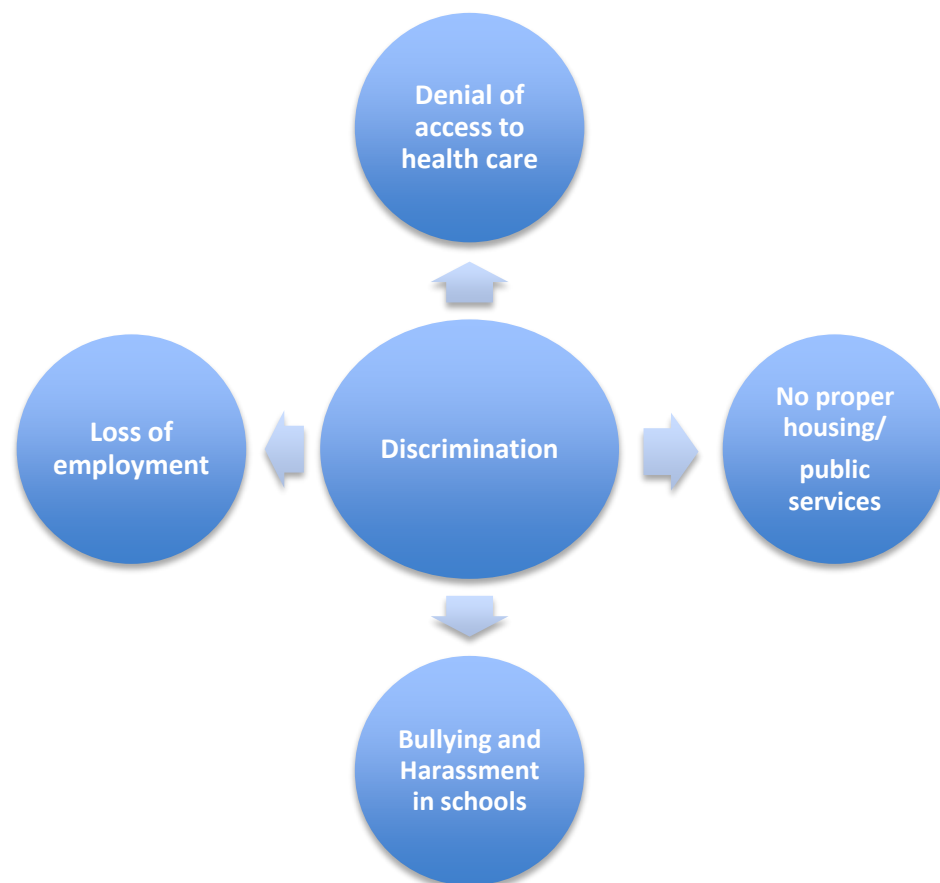 Denial of
access to
health care
Loss of
employment
Discrimination
No proper
housing/
public
services
Bullying and
Harassment
in schools